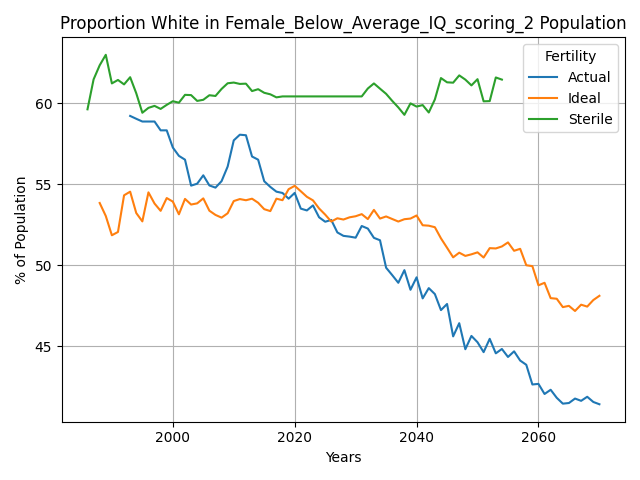 Proportion White in Female_Below_Average_IQ_scoring_2 Population
Fertility
Actual
Ideal
Sterile
% of Population
60
55
50
45
2000
2020
2040
2060
Years